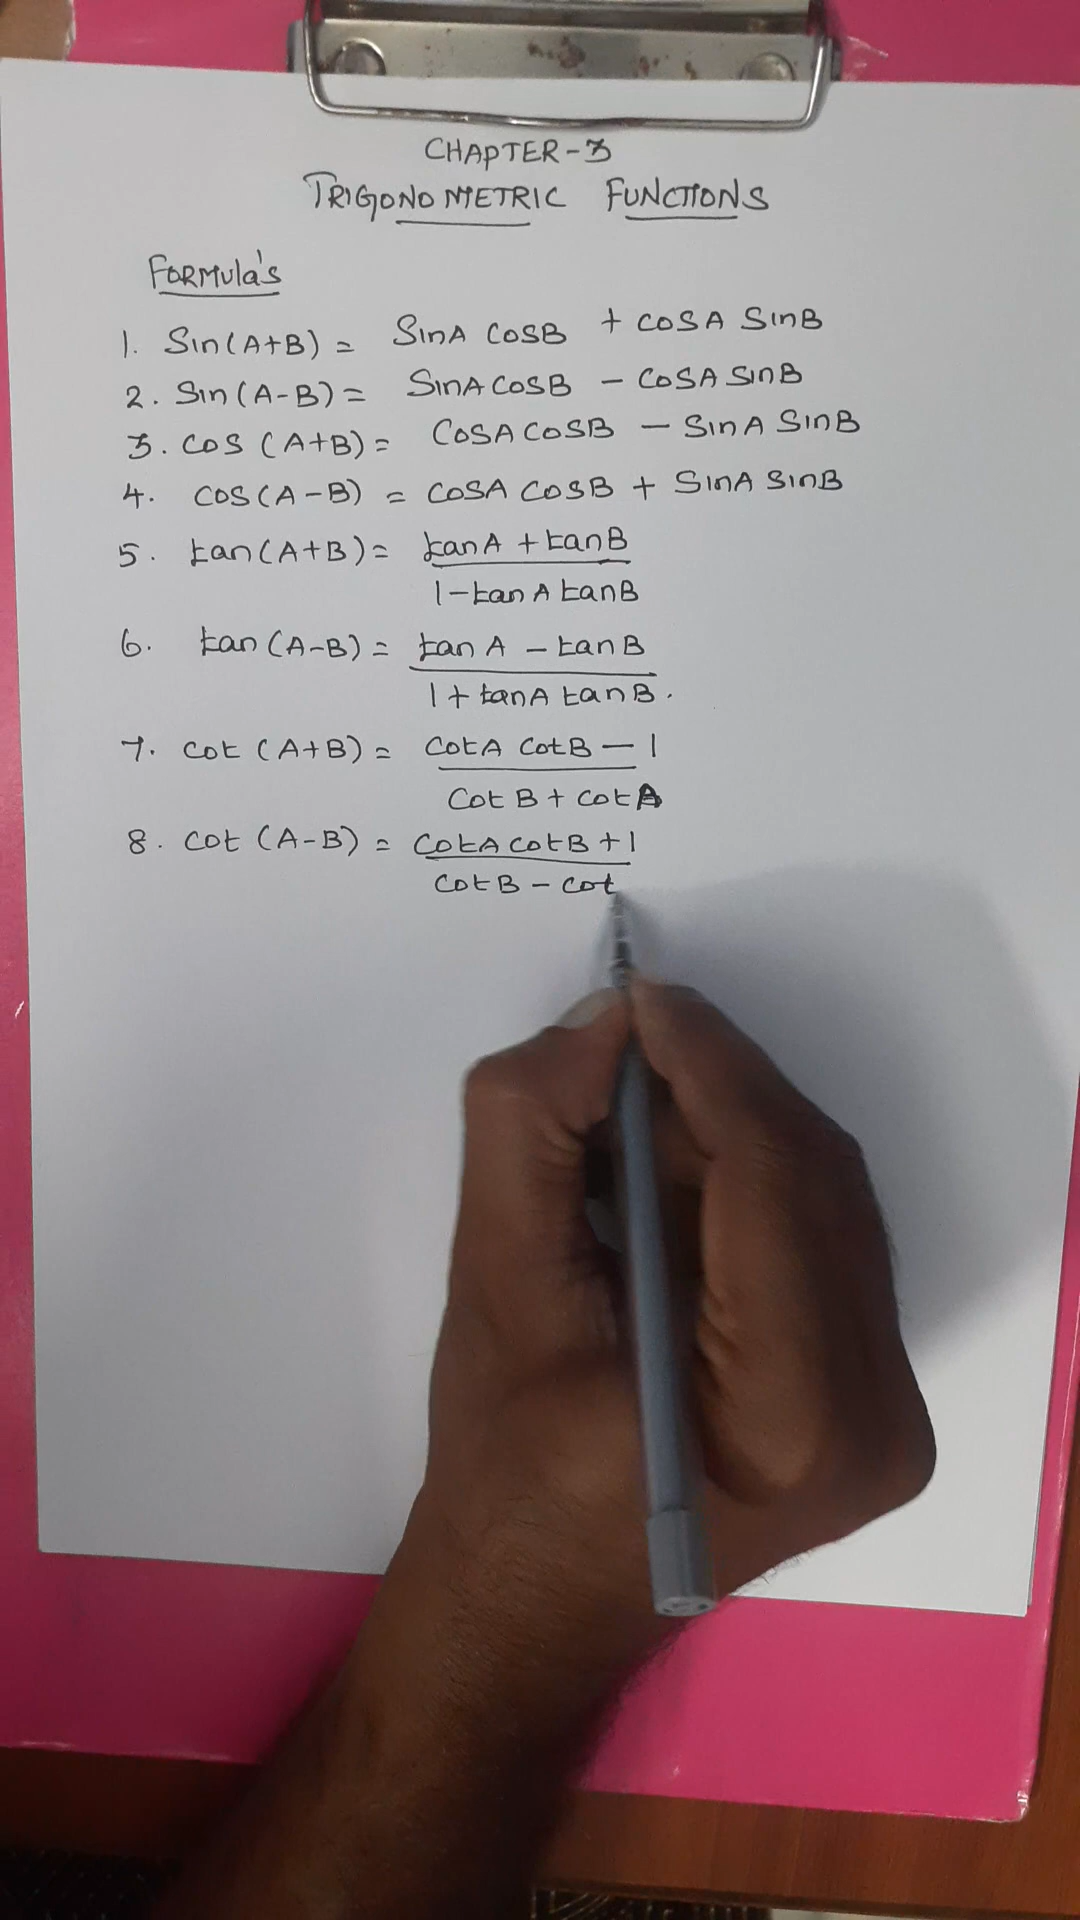 CHAPTER-3
TRIGONOMETRIC FUNCTIONS
FORMULa's
1. Sin(A+B) = SinA COSB + COSA SinB
2. Sin(A-B) = SinA COSB - COSA SinB
3. COS (A+B) = COSA COSB - SinA SinB
4. COS(A-B) = COSA COSB + SinA SinB
5. tan(A+B) = tanA + tanB
1-tanA tanB
6. tan(A-B) = tanA - tanB
1 + tanA tanB.
7. Cot (A+B) = CotA CotB - 1
Cot B + cotA
8. Cot (A-B) = CotA cotB +1
CotB - Cot